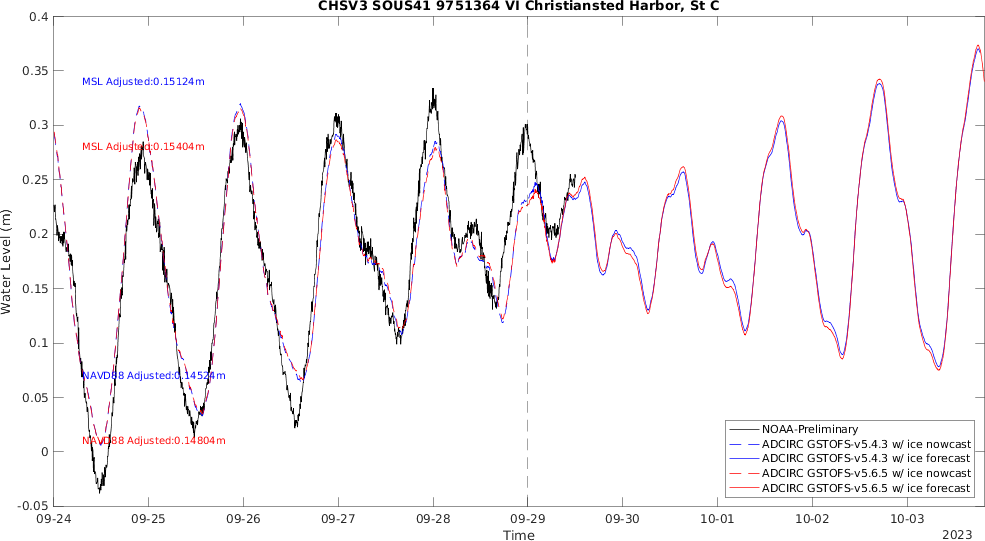 CHSV3 SOUS41 9751364 VI Christiansted Harbor, St C
0.4
0.35
0.3
0.25
0.2
0.15
0.1
0.05
0
-0.05
Water Level (m)
MSL Adjusted:0.15124m
MSL Adjusted:0.15404m
NAVD88 Adjusted:0.14524m
NAVD88 Adjusted:0.14804m
NOAA-Preliminary
ADCIRC GSTOFS-v5.4.3 w/ ice nowcast
ADCIRC GSTOFS-v5.4.3 w/ ice forecast
ADCIRC GSTOFS-v5.6.5 w/ ice nowcast
ADCIRC GSTOFS-v5.6.5 w/ ice forecast
09-24 09-25 09-26 09-27 09-28 09-29 09-30 10-01 10-02 10-03
Time
2023